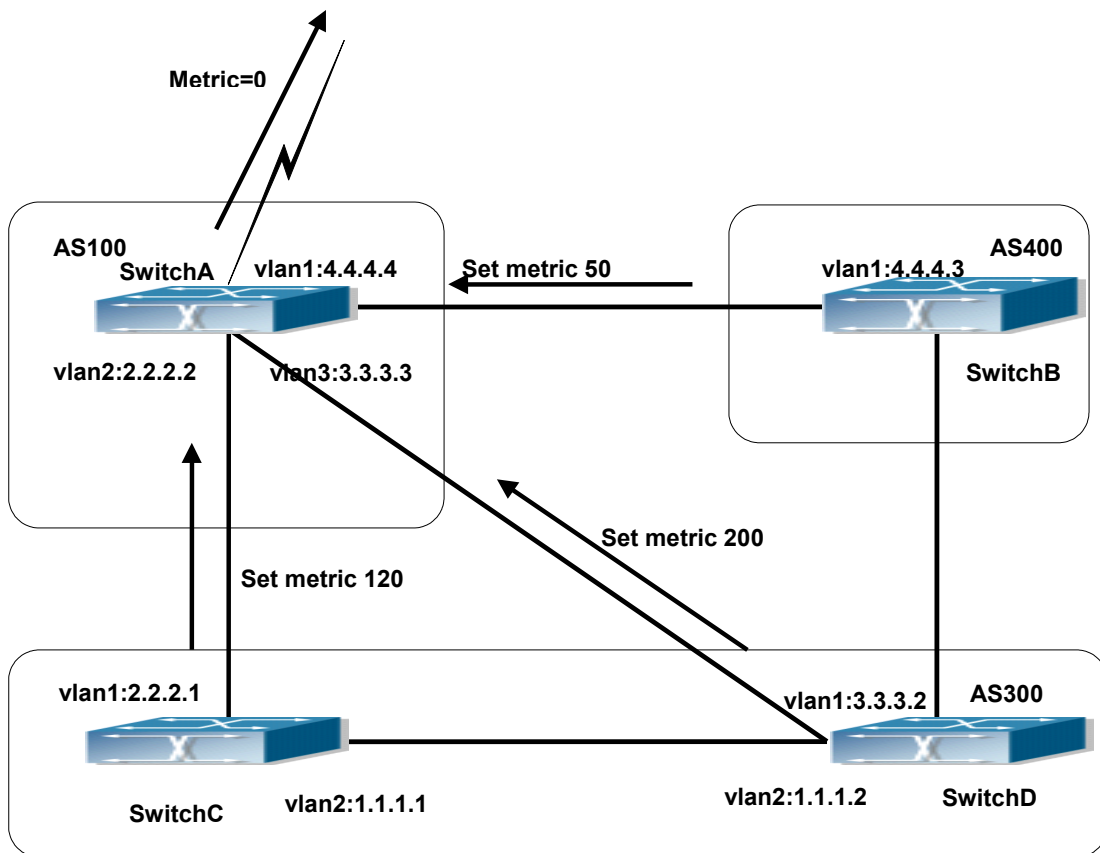 Metric=0
AS100
SwitchA
vlan1:4.4.4.4
Set metric 50
AS400
vlan1:4.4.4.3
vlan2:2.2.2.2
vlan3:3.3.3.3
SwitchB
Set metric 200
Set metric 120
vlan1:2.2.2.1
vlan1:3.3.3.2
AS300
SwitchC
vlan2:1.1.1.1
vlan2:1.1.1.2
SwitchD